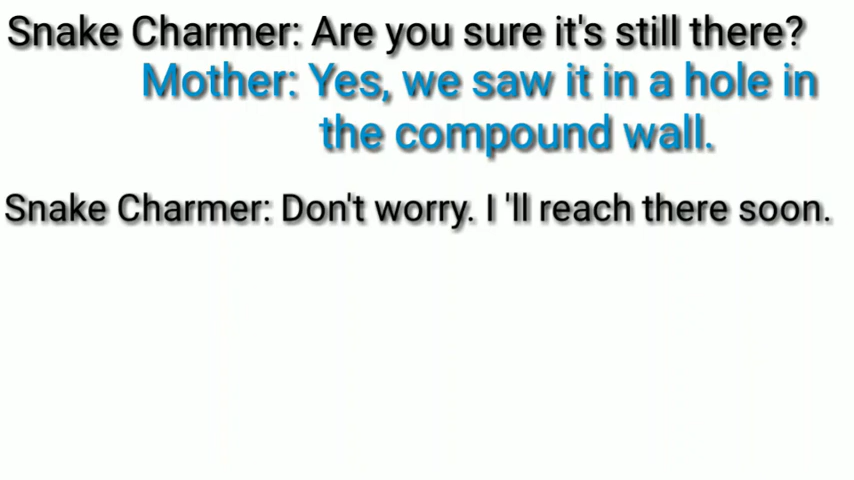 Snake Charmer: Are you sure it's still there?
Mother: Yes, we saw it in a hole in
the compound wall.
Snake Charmer: Don't worry. I 'll reach there soon.